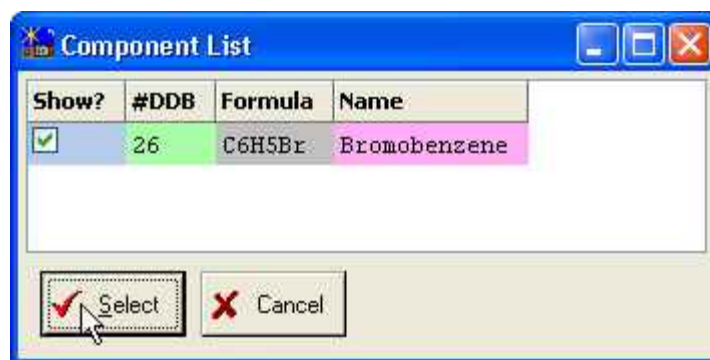 Component List
Show? #DDB Formula Name
26 C6H5Br Bromobenzene
Select Cancel